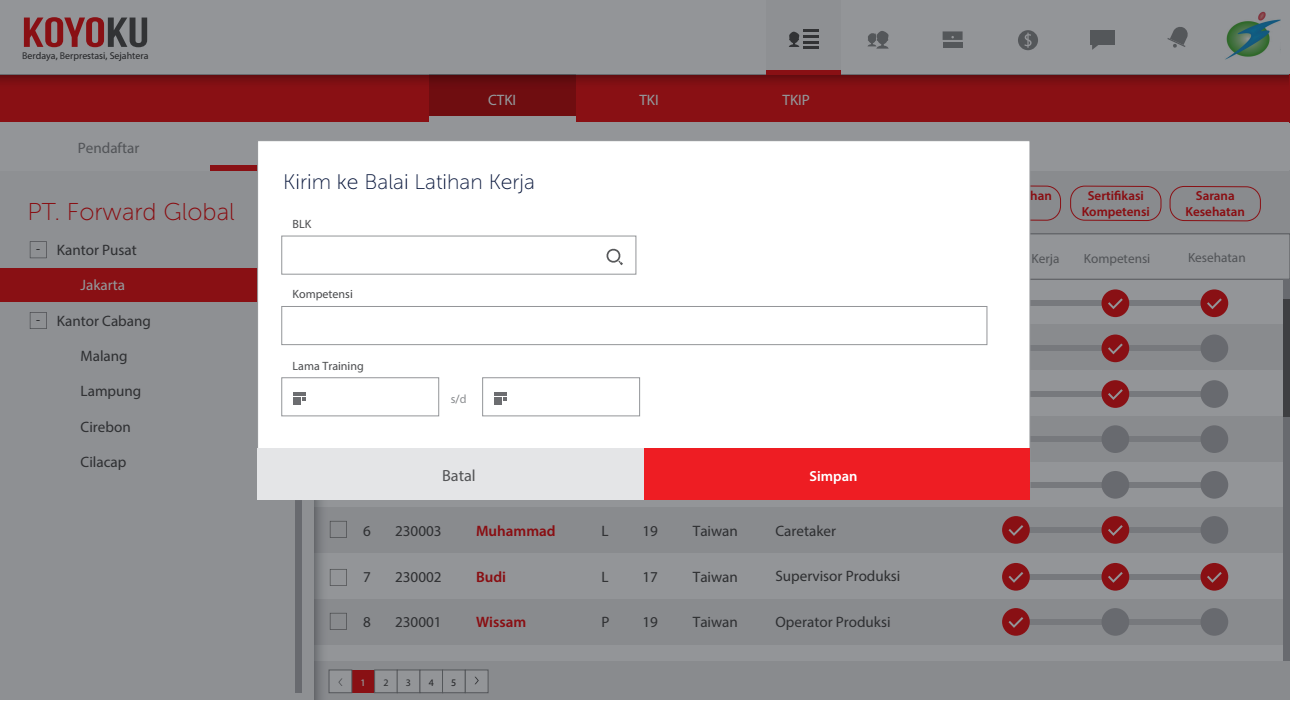 KOYOKU
Berdaya, Berprestasi, Sejahtera
$
CTKI TKI TKIP
Pendaftar
PT. Forward Global
- Kantor Pusat
Jakarta
- Kantor Cabang
Malang
Lampung
Cirebon
Cilacap
Kirim ke Balai Latihan Kerja
BLK
Kompetensi
Lama Training
s/d
Batal Simpan
han
Sertifikasi
Kompetensi
Sarana
Kesehatan
Kerja Kompetensi Kesehatan
6 230003 Muhammad L 19 Taiwan Caretaker
7 230002 Budi L 17 Taiwan Supervisor Produksi
8 230001 Wissam P 19 Taiwan Operator Produksi
< 1 2 3 4 5 >